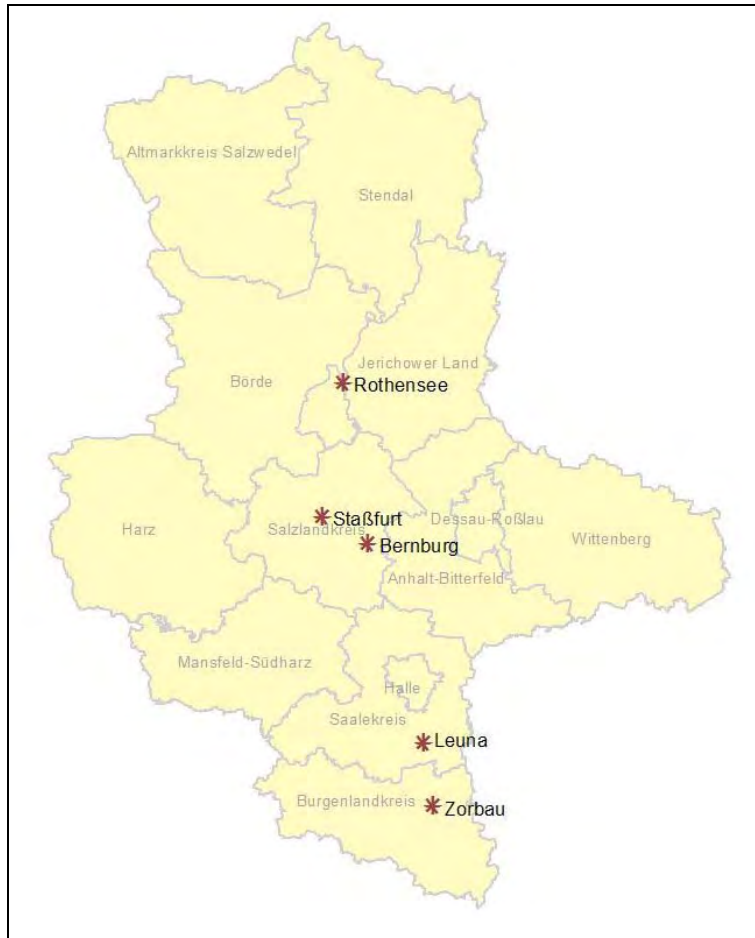 Altmarkkreis Salzwedel
Stendal
Jerichower Land
Börde
Rothensee
Staßfurt
Dessau-Roßlau
Harz
Salzlandkreis
Wittenberg
Bernburg
Anhalt-Bitterfeld
Mansfeld-Südharz
Halle
Saalekreis
Leuna
Burgenlandkreis
Zorbau